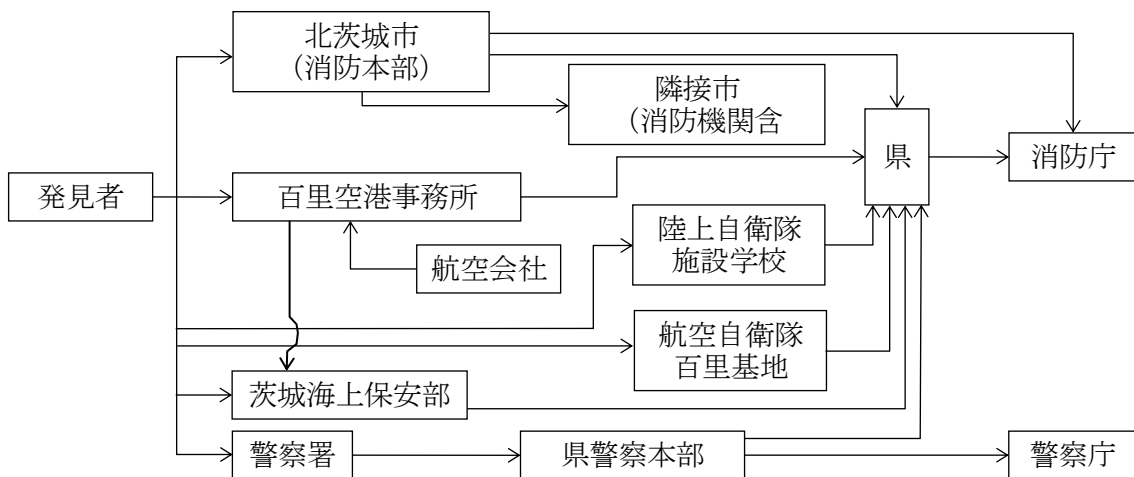 北茨城市
（消防本部）
隣接市
（消防機関含
県
消防庁
発見者
百里空港事務所
陸上自衛隊
施設学校
航空会社
航空自衛隊
百里基地
茨城海上保安部
警察署
県警察本部
警察庁